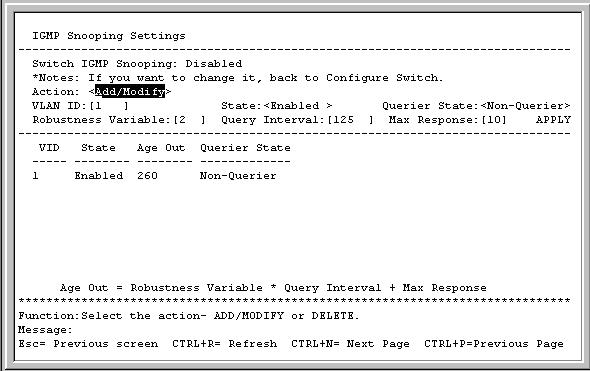 IGMP Snooping Settings
Switch IGMP Snooping: Disabled
*Notes: If you want to change it, back to Configure Switch.
Action: <Add/Modify>
VLAN ID:[1   ]   State:<Enabled >   Querier State:<Non-Querier>
Robustness Variable:[2  ]  Query Interval:[125  ]  Max Response:[10]   APPLY
VID   State   Age Out   Querier State
1   Enabled   260   Non-Querier
Age Out = Robustness Variable * Query Interval + Max Response
Function:Select the action- ADD/MODIFY or DELETE.
Message:
Esc= Previous screen  CTRL+R= Refresh  CTRL+N= Next Page  CTRL+P=Previous Page